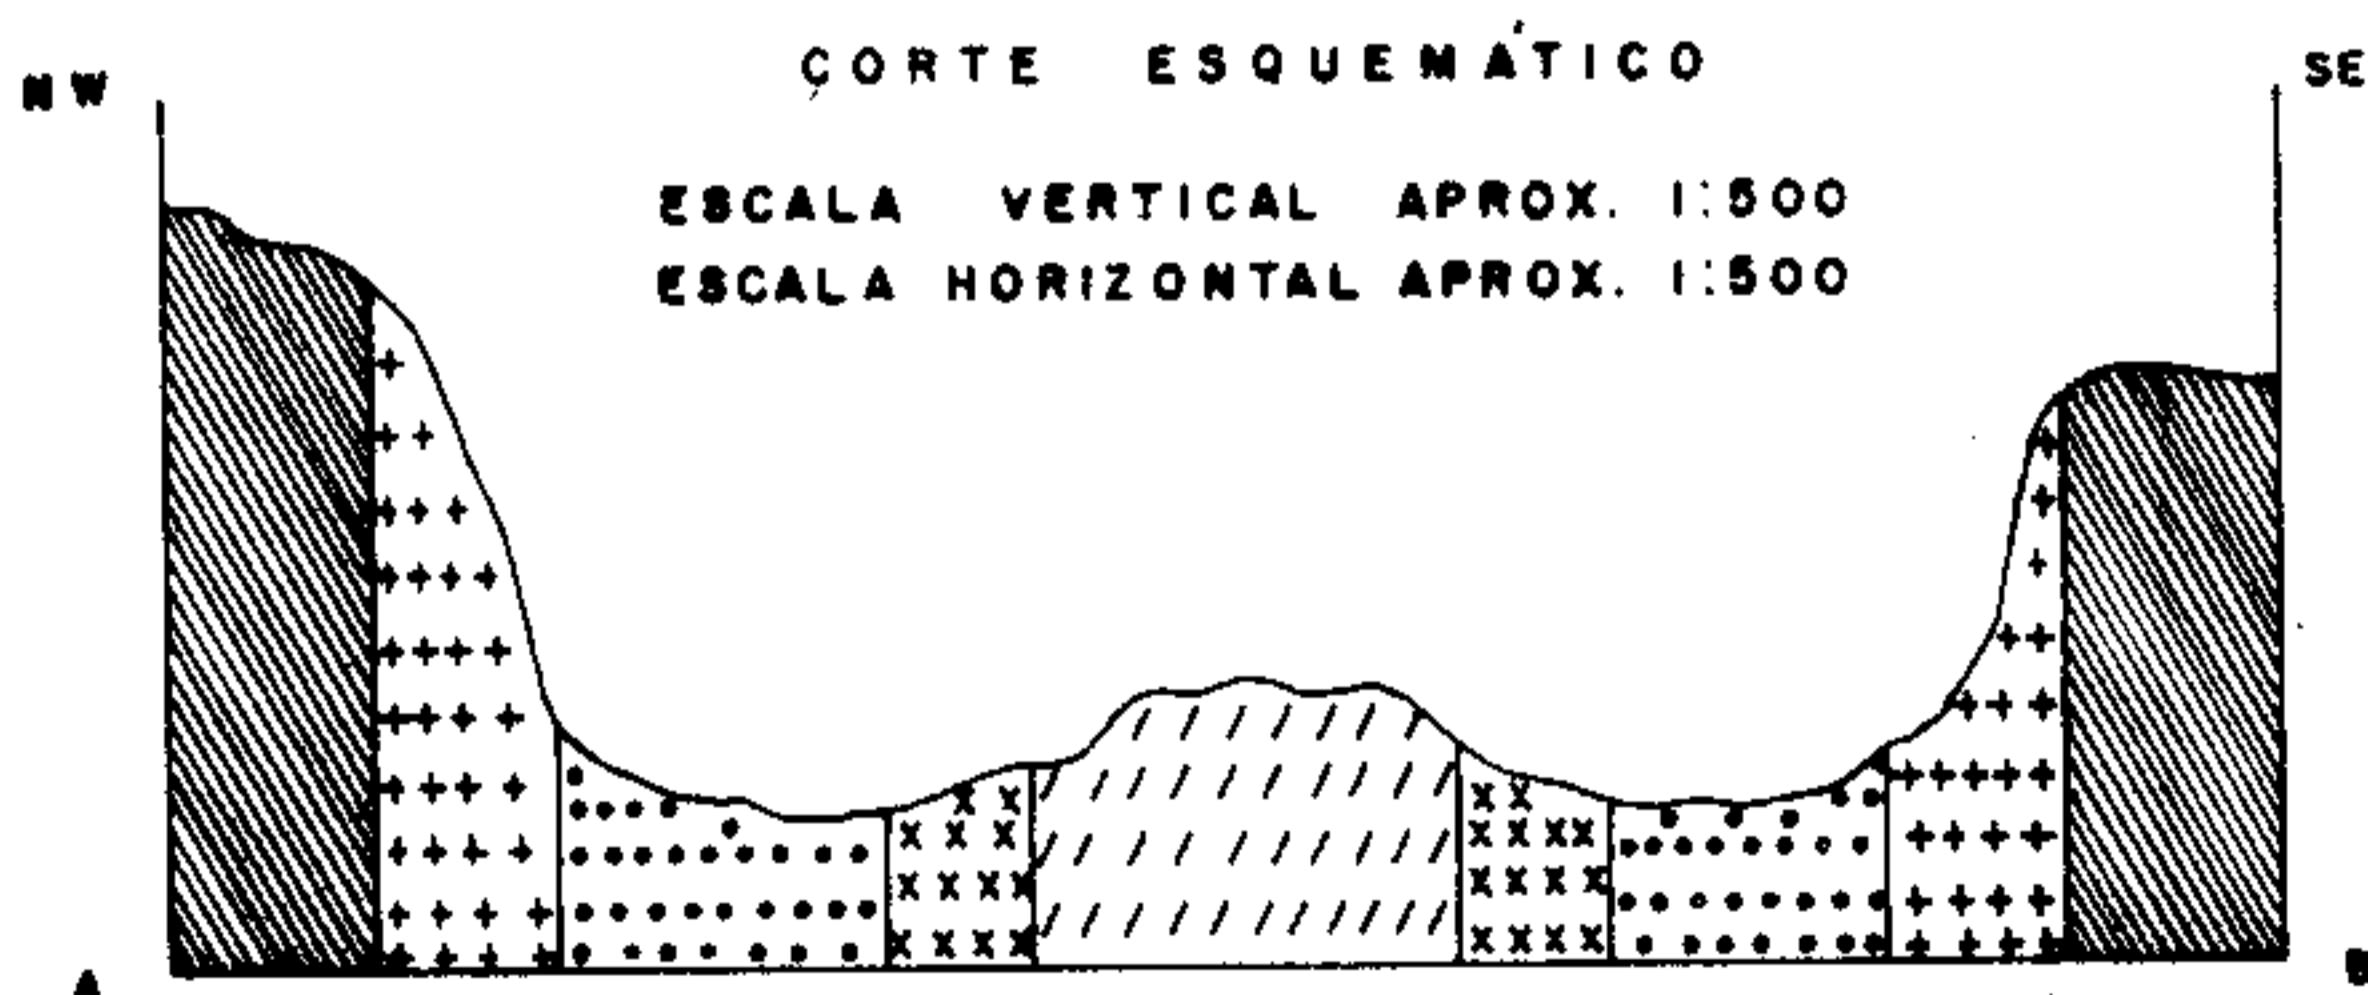 NW
CORTE ESQUEMÁTICO
SE
ESCALA VERTICAL APROX. 1:500
ESCALA HORIZONTAL APROX. 1:500
A
B